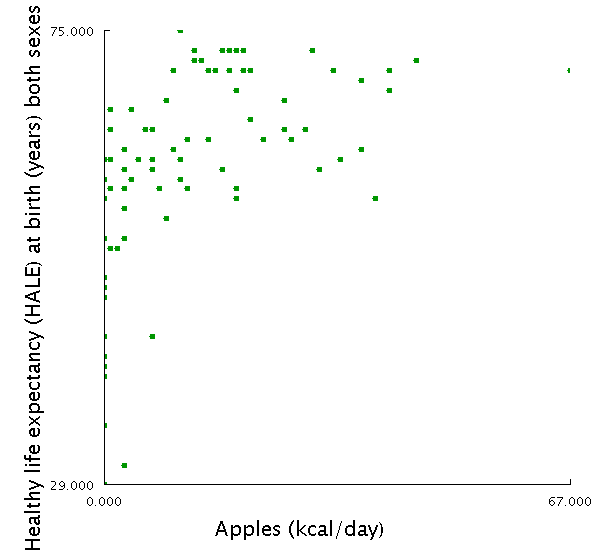 Healthy life expectancy (HALE) at birth (years) both sexes
75.000
29.000
0.000
67.000
Apples (kcal/day)